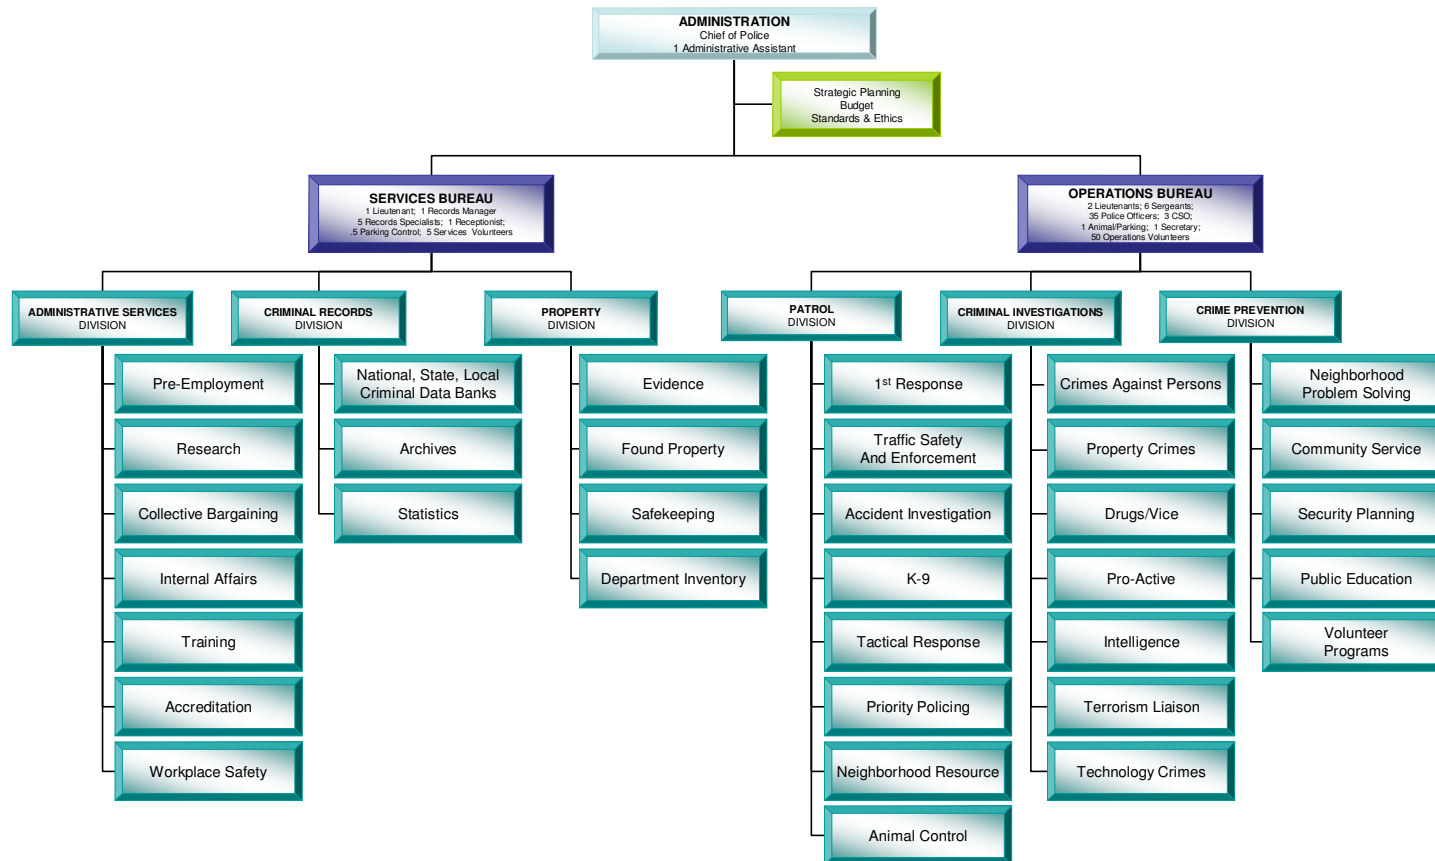 ADMINISTRATION
Chief of Police
1 Administrative Assistant
Strategic Planning
Budget
Standards & Ethics
SERVICES BUREAU
1 Lieutenant; 1 Records Manager
5 Records Specialists; 1 Receptionist;
.5 Parking Control; 5 Services Volunteers
OPERATIONS BUREAU
2 Lieutenants; 6 Sergeants;
35 Police Officers; 3 CSO;
1 Animal/Parking; 1 Secretary;
50 Operations Volunteers
ADMINISTRATIVE SERVICES
DIVISION
Pre-Employment
Research
Collective Bargaining
Internal Affairs
Training
Accreditation
Workplace Safety
CRIMINAL RECORDS
DIVISION
National, State, Local
Criminal Data Banks
Archives
Statistics
PROPERTY
DIVISION
Evidence
Found Property
Safekeeping
Department Inventory
PATROL
DIVISION
1st Response
Traffic Safety
And Enforcement
Accident Investigation
K-9
Tactical Response
Priority Policing
Neighborhood Resource
Animal Control
CRIMINAL INVESTIGATIONS
DIVISION
Crimes Against Persons
Property Crimes
Drugs/Vice
Pro-Active
Intelligence
Terrorism Liaison
Technology Crimes
CRIME PREVENTION
DIVISION
Neighborhood
Problem Solving
Community Service
Security Planning
Public Education
Volunteer
Programs